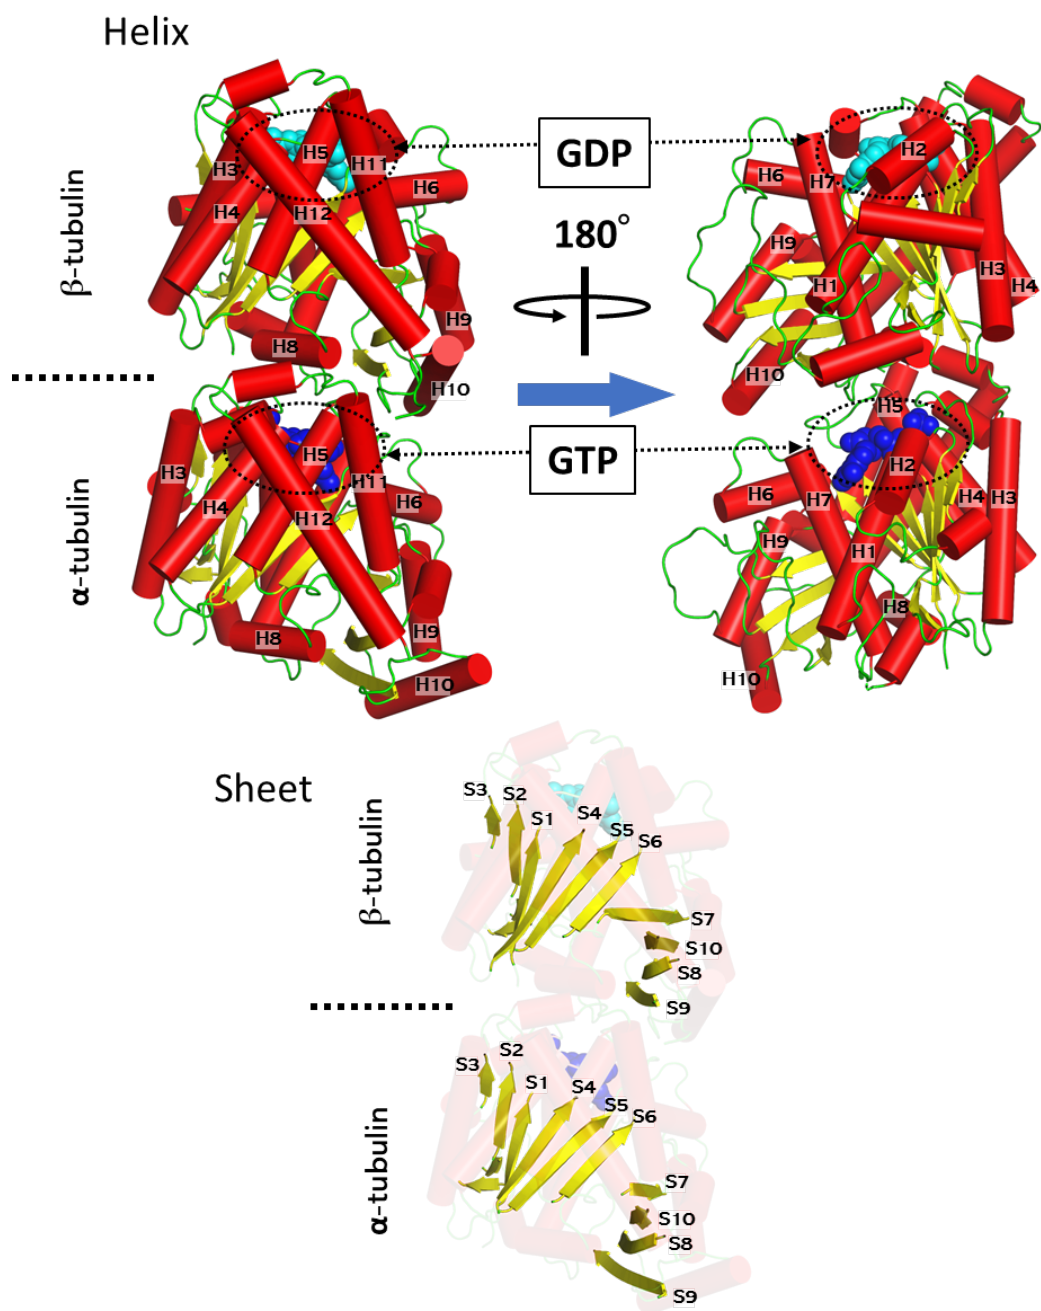 Helix
β-tubulin
H3
H4
H5
H11
H6
H12
H8
H9
H10
GDP
180°
H2
H6
H7
H9
H1
H3
H4
H10
α-tubulin
H3
H4
H5
H11
H6
H12
H8
H9
H10
GTP
H5
H2
H6
H7
H4
H3
H9
H1
H8
H10
Sheet
β-tubulin
S3
S2
S1
S4
S5
S6
S7
S10
S8
S9
α-tubulin
S3
S2
S1
S4
S5
S6
S7
S10
S8
S9